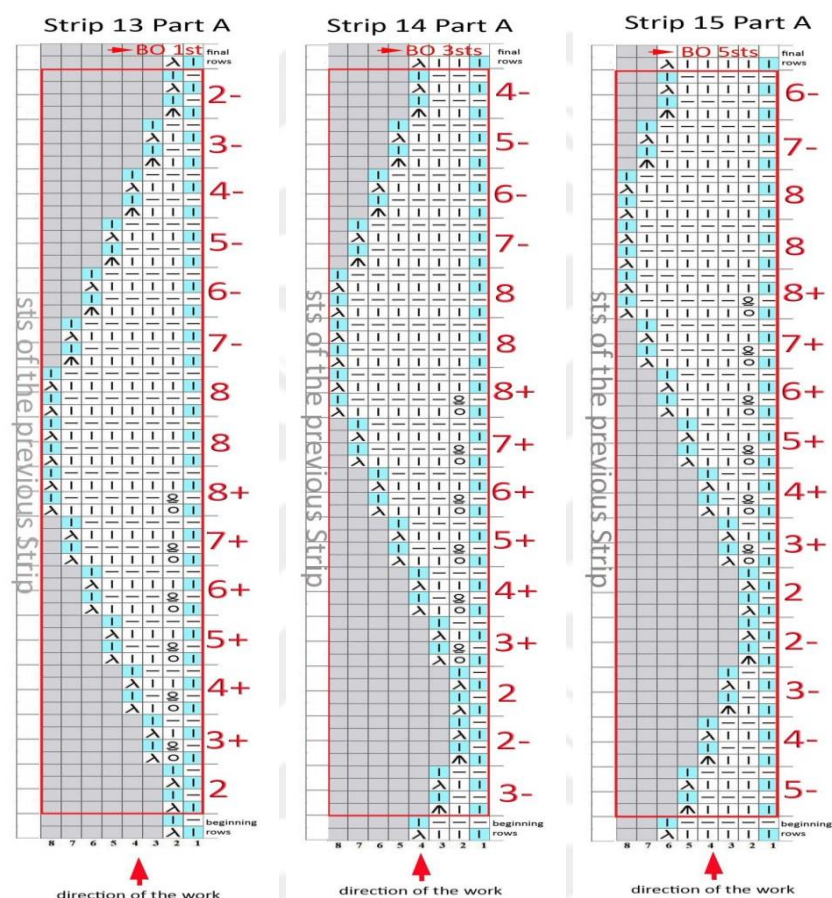 Strip 13 Part A
BO 1st
final
rows
2-
3-
4-
5-
6-
7-
8
8
8+
7+
6+
5+
4+
3+
2
beginning
rows
8 7 6 5 4 3 2 1
sts of the previous Strip
direction of the work
Strip 14 Part A
BO 3sts
final
rows
4-
5-
6-
7-
8
8
8+
7+
6+
5+
4+
3+
2
2-
3-
beginning
rows
8 7 6 5 4 3 2 1
sts of the previous Strip
direction of the work
Strip 15 Part A
BO 5sts
final
rows
6-
7-
8
8
8+
7+
6+
5+
4+
3+
2
2-
3-
4-
5-
beginning
rows
8 7 6 5 4 3 2 1
sts of the previous Strip
direction of the work